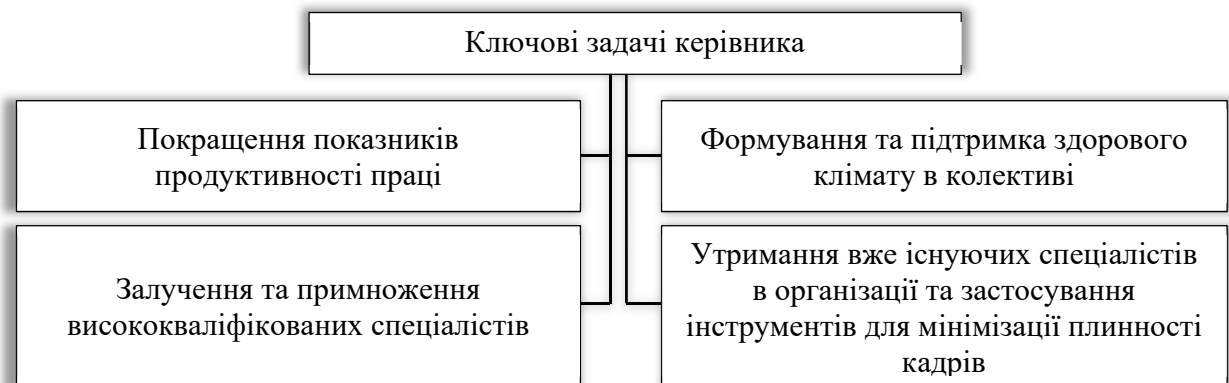 Ключові задачі керівника
Покращення показників
продуктивності праці
Формування та підтримка здорового
клімату в колективі
Залучення та примноження
висококваліфікованих спеціалістів
Утримання вже існуючих спеціалістів
в організації та застосування
інструментів для мінімізації плинності
кадрів